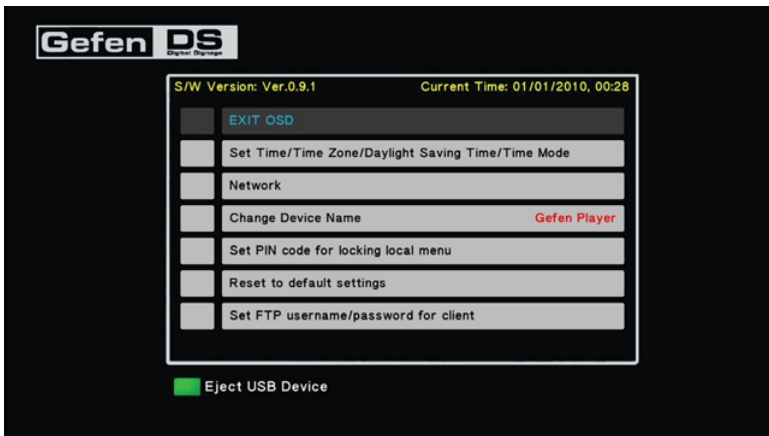 Gefen DS
Digital Signage
S/W Version: Ver.0.9.1 Current Time: 01/01/2010, 00:28
EXIT OSD
Set Time/Time Zone/Daylight Saving Time/Time Mode
Network
Change Device Name Gefen Player
Set PIN code for locking local menu
Reset to default settings
Set FTP username/password for client
Eject USB Device